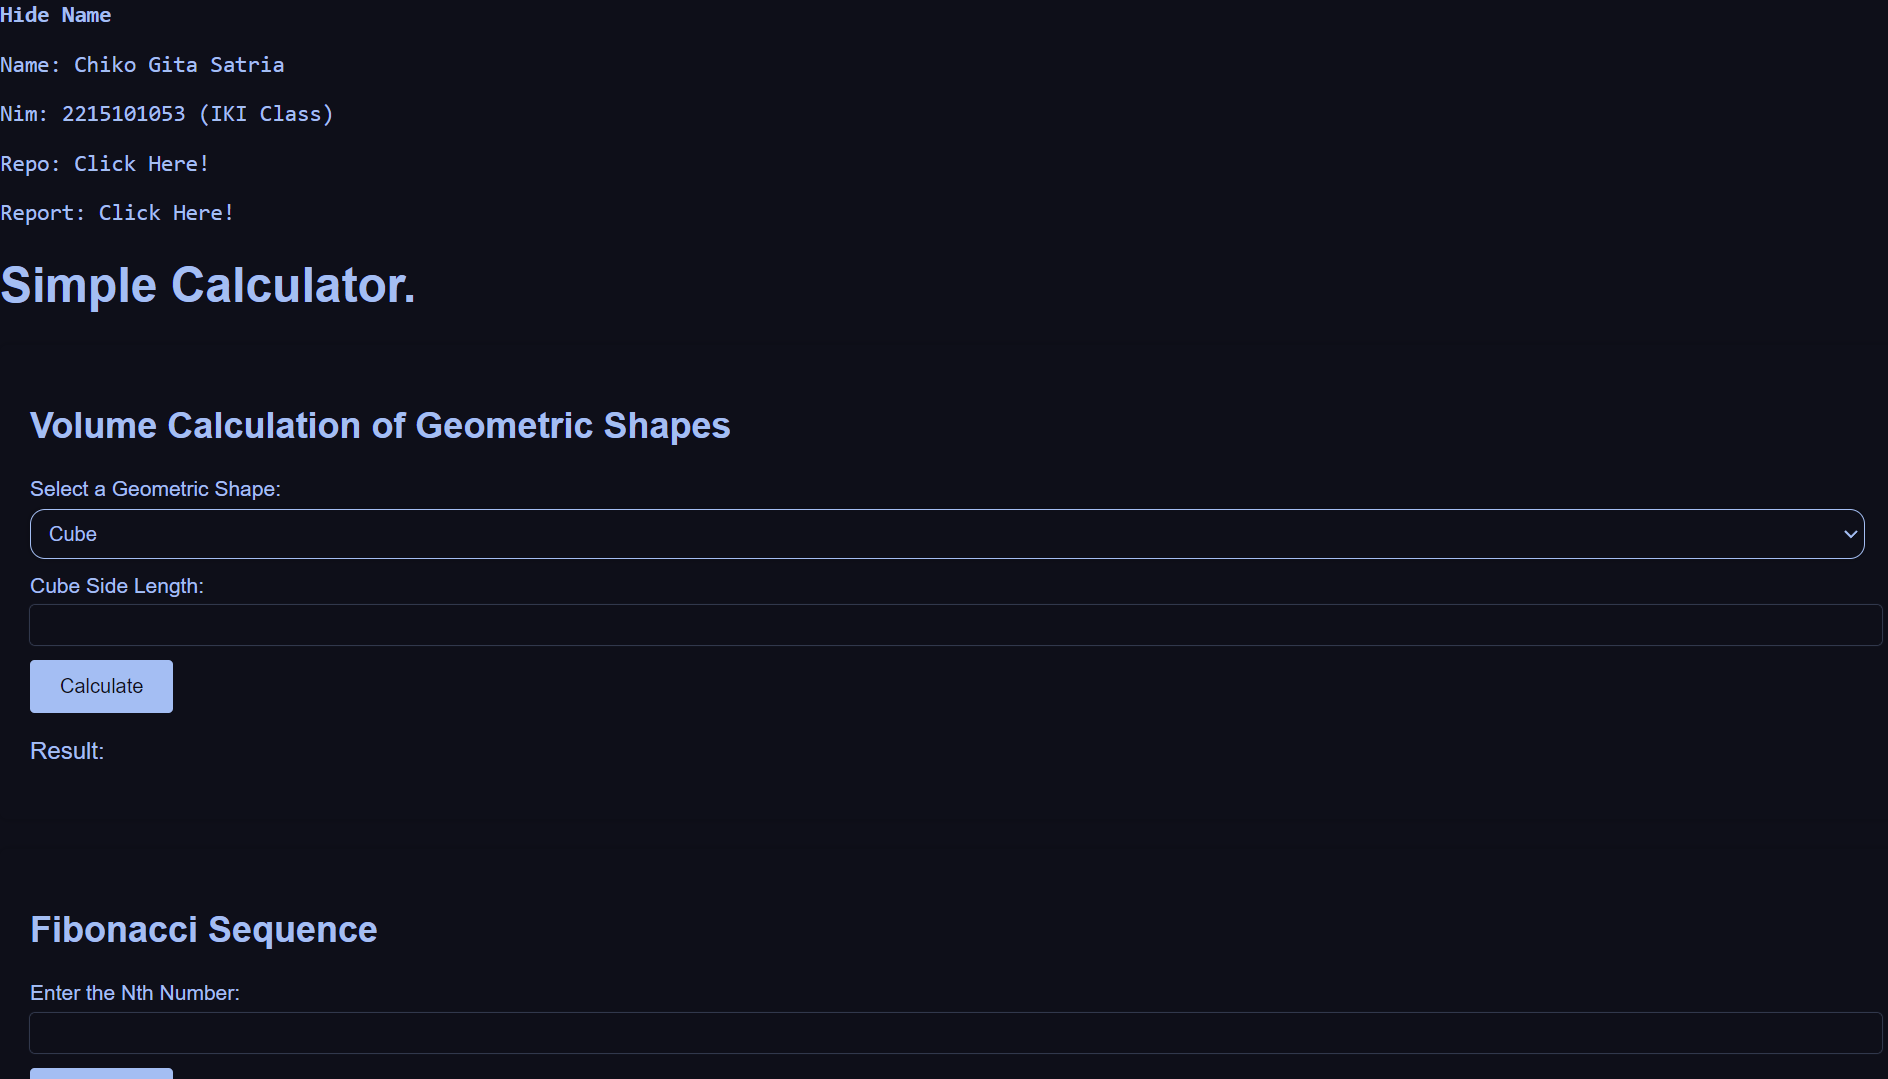 Hide Name
Name: Chiko Gita Satria
Nim: 2215101053 (IKI Class)
Repo: Click Here!
Report: Click Here!
Simple Calculator.
Volume Calculation of Geometric Shapes
Select a Geometric Shape:
Cube
Cube Side Length:
Calculate
Result:
Fibonacci Sequence
Enter the Nth Number: